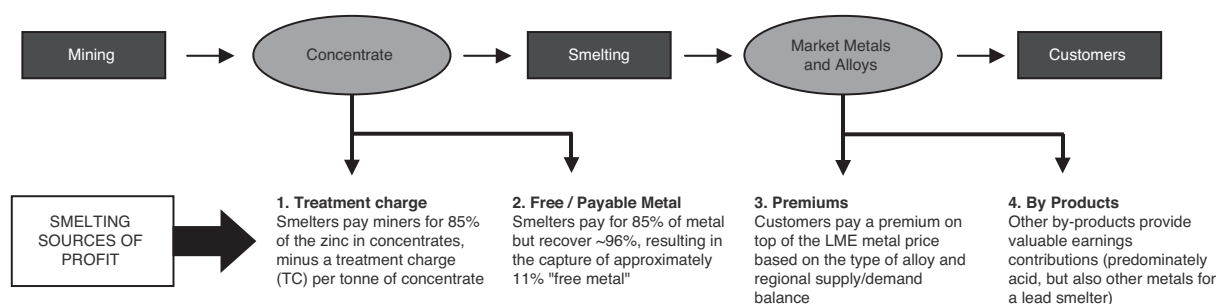 Mining
Concentrate
Smelting
Market Metals
and Alloys
Customers
SMELTING
SOURCES OF
PROFIT
1. Treatment charge
Smelters pay miners for 85%
of the zinc in concentrates,
minus a treatment charge
(TC) per tonne of concentrate
2. Free / Payable Metal
Smelters pay for 85% of metal
but recover ~96%, resulting in
the capture of approximately
11% "free metal"
3. Premiums
Customers pay a premium on
top of the LME metal price
based on the type of alloy and
regional supply/demand
balance
4. By Products
Other by-products provide
valuable earnings
contributions (predominately
acid, but also other metals for
a lead smelter)